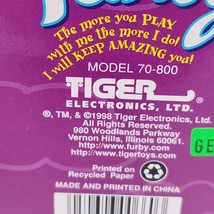 The more you PLAY
with me the more I do!
I will KEEP AMAZING you!
MODEL 70-800
TIGER
ELECTRONICS, LTD.
®, TM, & ©1998 Tiger Electronics, Ltd.
All Rights Reserved.
980 Woodlands Parkway
Vernon Hills, Illinois 60061.
http://www.furby.com
http://www.tigertoys.com
Printed on
Recycled Paper
MADE AND PRINTED IN CHINA
GE